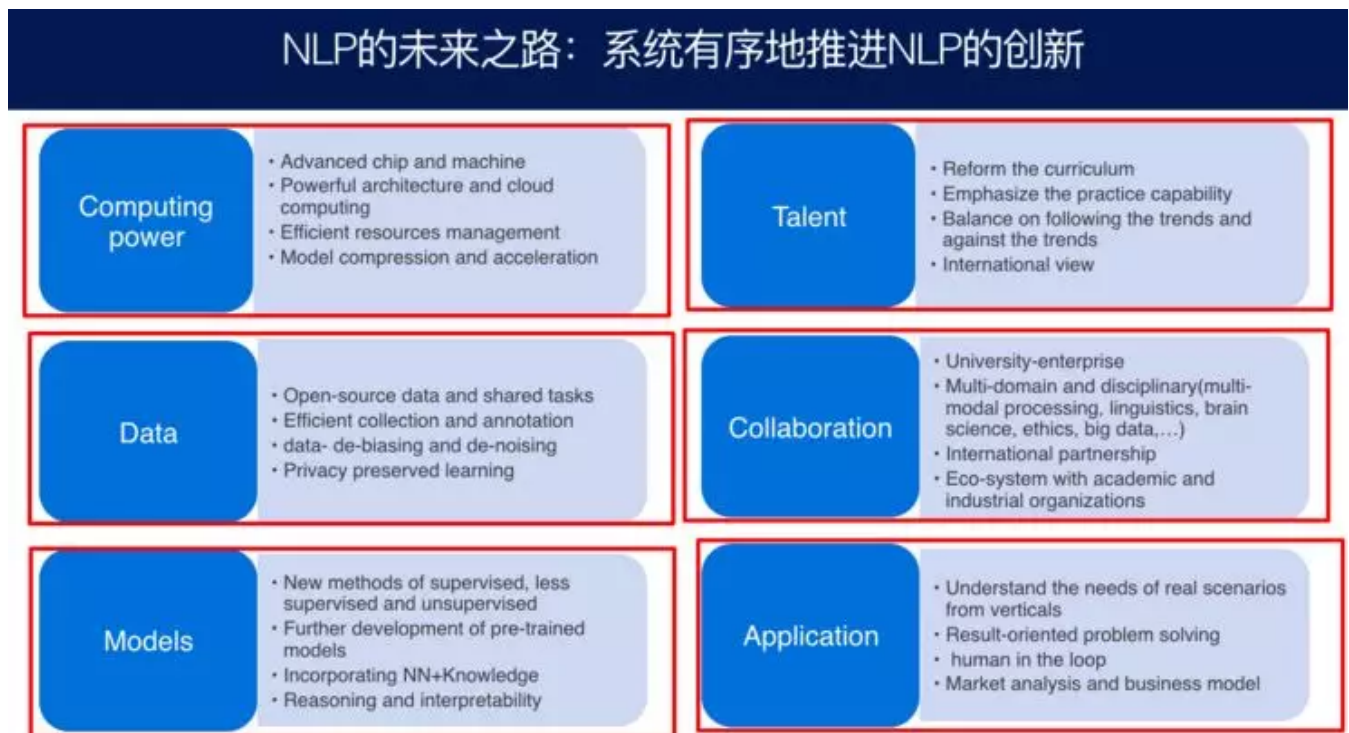 NLP的未来之路：系统有序地推进NLP的创新
Computing
power
• Advanced chip and machine
• Powerful architecture and cloud
computing
• Efficient resources management
• Model compression and acceleration
Talent
• Reform the curriculum
• Emphasize the practice capability
• Balance on following the trends and
against the trends
• International view
Data
• Open-source data and shared tasks
• Efficient collection and annotation
• data- de-biasing and de-noising
• Privacy preserved learning
Collaboration
• University-enterprise
• Multi-domain and disciplinary(multi-
modal processing, linguistics, brain
science, ethics, big data,…)
• International partnership
• Eco-system with academic and
industrial organizations
Models
• New methods of supervised, less
supervised and unsupervised
• Further development of pre-trained
models
• Incorporating NN+Knowledge
• Reasoning and interpretability
Application
• Understand the needs of real scenarios
from verticals
• Result-oriented problem solving
• human in the loop
• Market analysis and business model